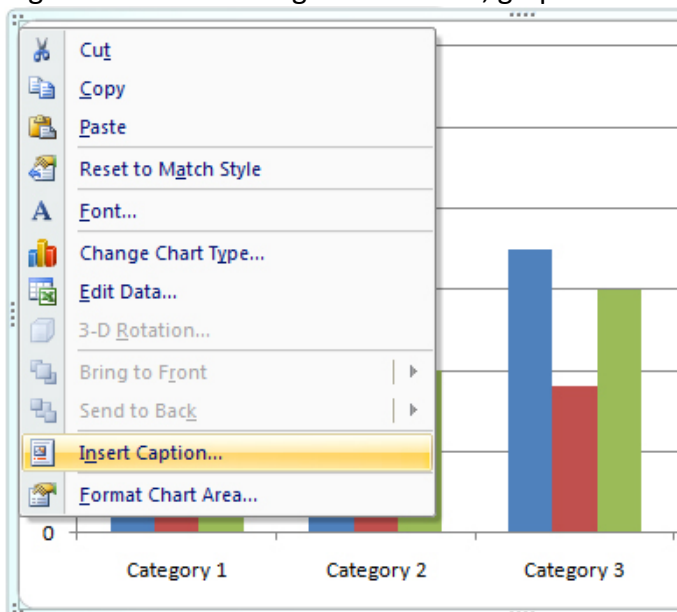 Cut
Copy
Paste
Reset to Match Style
Font...
Change Chart Type...
Edit Data...
3-D Rotation...
Bring to Front
Send to Back
Insert Caption...
Format Chart Area...
0
Category 1 Category 2 Category 3